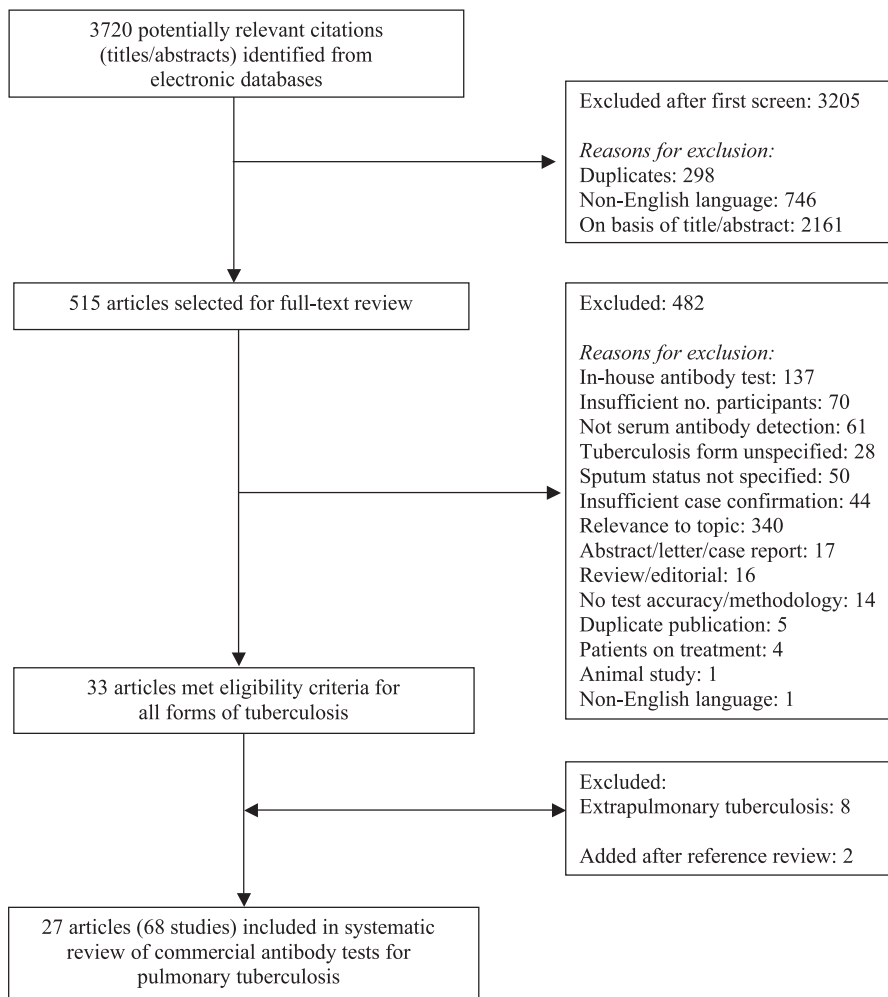 3720 potentially relevant citations
(titles/abstracts) identified from
electronic databases
Excluded after first screen: 3205
Reasons for exclusion:
Duplicates: 298
Non-English language: 746
On basis of title/abstract: 2161
515 articles selected for full-text review
Excluded: 482
Reasons for exclusion:
In-house antibody test: 137
Insufficient no. participants: 70
Not serum antibody detection: 61
Tuberculosis form unspecified: 28
Sputum status not specified: 50
Insufficient case confirmation: 44
Relevance to topic: 340
Abstract/letter/case report: 17
Review/editorial: 16
No test accuracy/methodology: 14
Duplicate publication: 5
Patients on treatment: 4
Animal study: 1
Non-English language: 1
33 articles met eligibility criteria for
all forms of tuberculosis
Excluded:
Extrapulmonary tuberculosis: 8
Added after reference review: 2
27 articles (68 studies) included in systematic
review of commercial antibody tests for
pulmonary tuberculosis